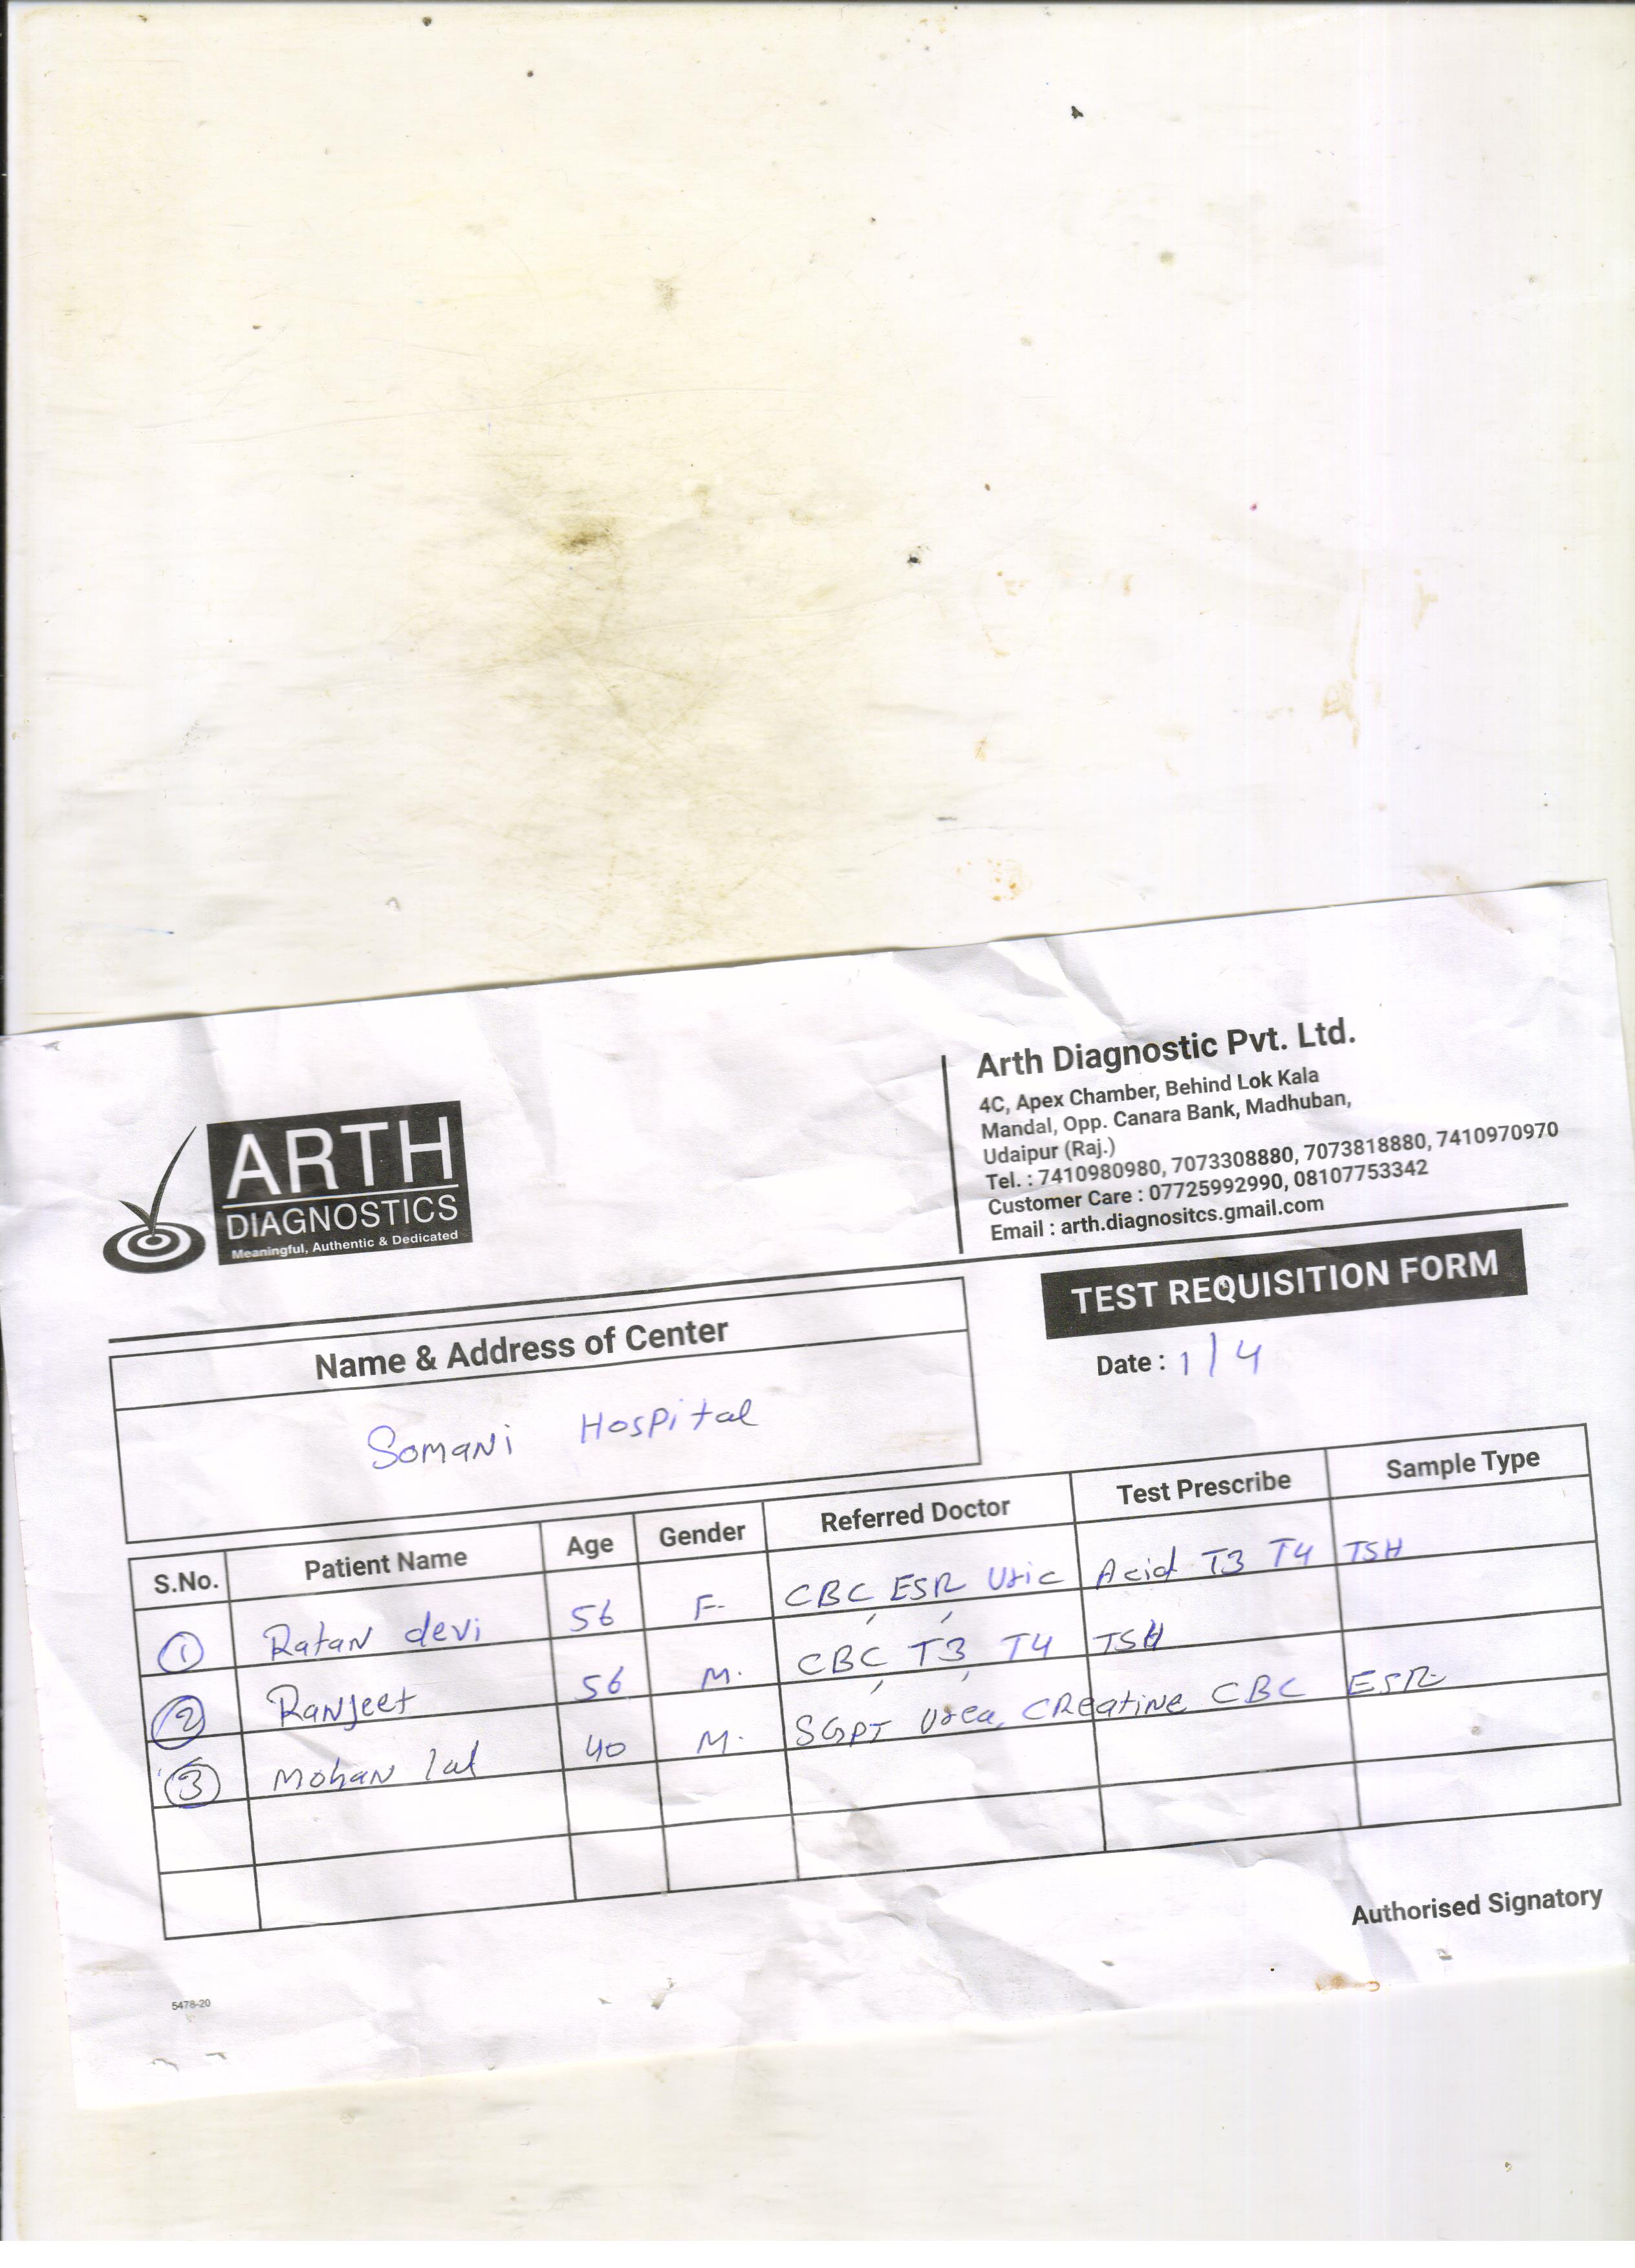 ARTH
DIAGNOSTICS
Meaningful, Authentic & Dedicated
Arth Diagnostic Pvt. Ltd.
4C, Apex Chamber, Behind Lok Kala
Mandal, Opp. Canara Bank, Madhuban,
Udaipur (Raj.)
Tel. : 7410980980, 7073308880, 7073818880, 7410970970
Customer Care : 07725992990, 08107753342
Email : arth.diagnositcs.gmail.com
TEST REQUISITION FORM
Date : 1/4
Name & Address of Center
Somani Hospital
S.No. Patient Name Age Gender Referred Doctor Test Prescribe Sample Type
1 Ratan devi 56 F. CBC, ESR, Uric Acid T3 T4 TSH
2 Ranjeet 56 M. CBC, T3, T4 TSH
3 Mohan lal 40 M. SGPT Urea, CReatine CBC ESR
Authorised Signatory
5478-20